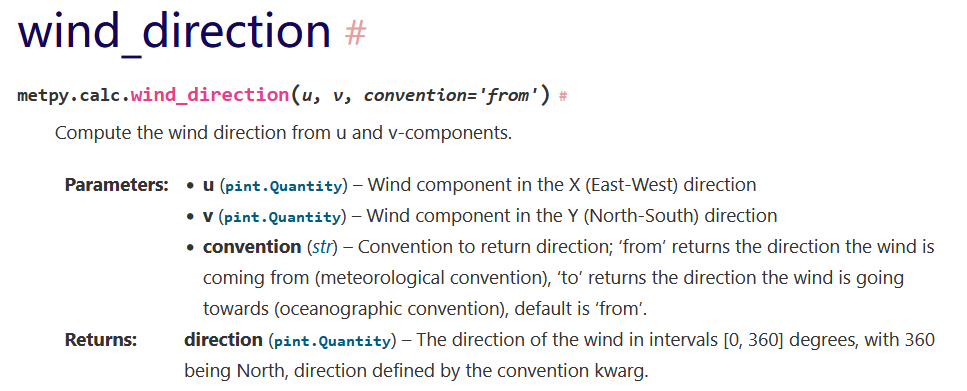 wind_direction #
metpy.calc.wind_direction(u, v, convention='from') #
Compute the wind direction from u and v-components.
Parameters: • u (pint.Quantity) – Wind component in the X (East-West) direction
• v (pint.Quantity) – Wind component in the Y (North-South) direction
• convention (str) – Convention to return direction; ‘from’ returns the direction the wind is
coming from (meteorological convention), ‘to’ returns the direction the wind is going
towards (oceanographic convention), default is ‘from’.
Returns: direction (pint.Quantity) – The direction of the wind in intervals [0, 360] degrees, with 360
being North, direction defined by the convention kwarg.